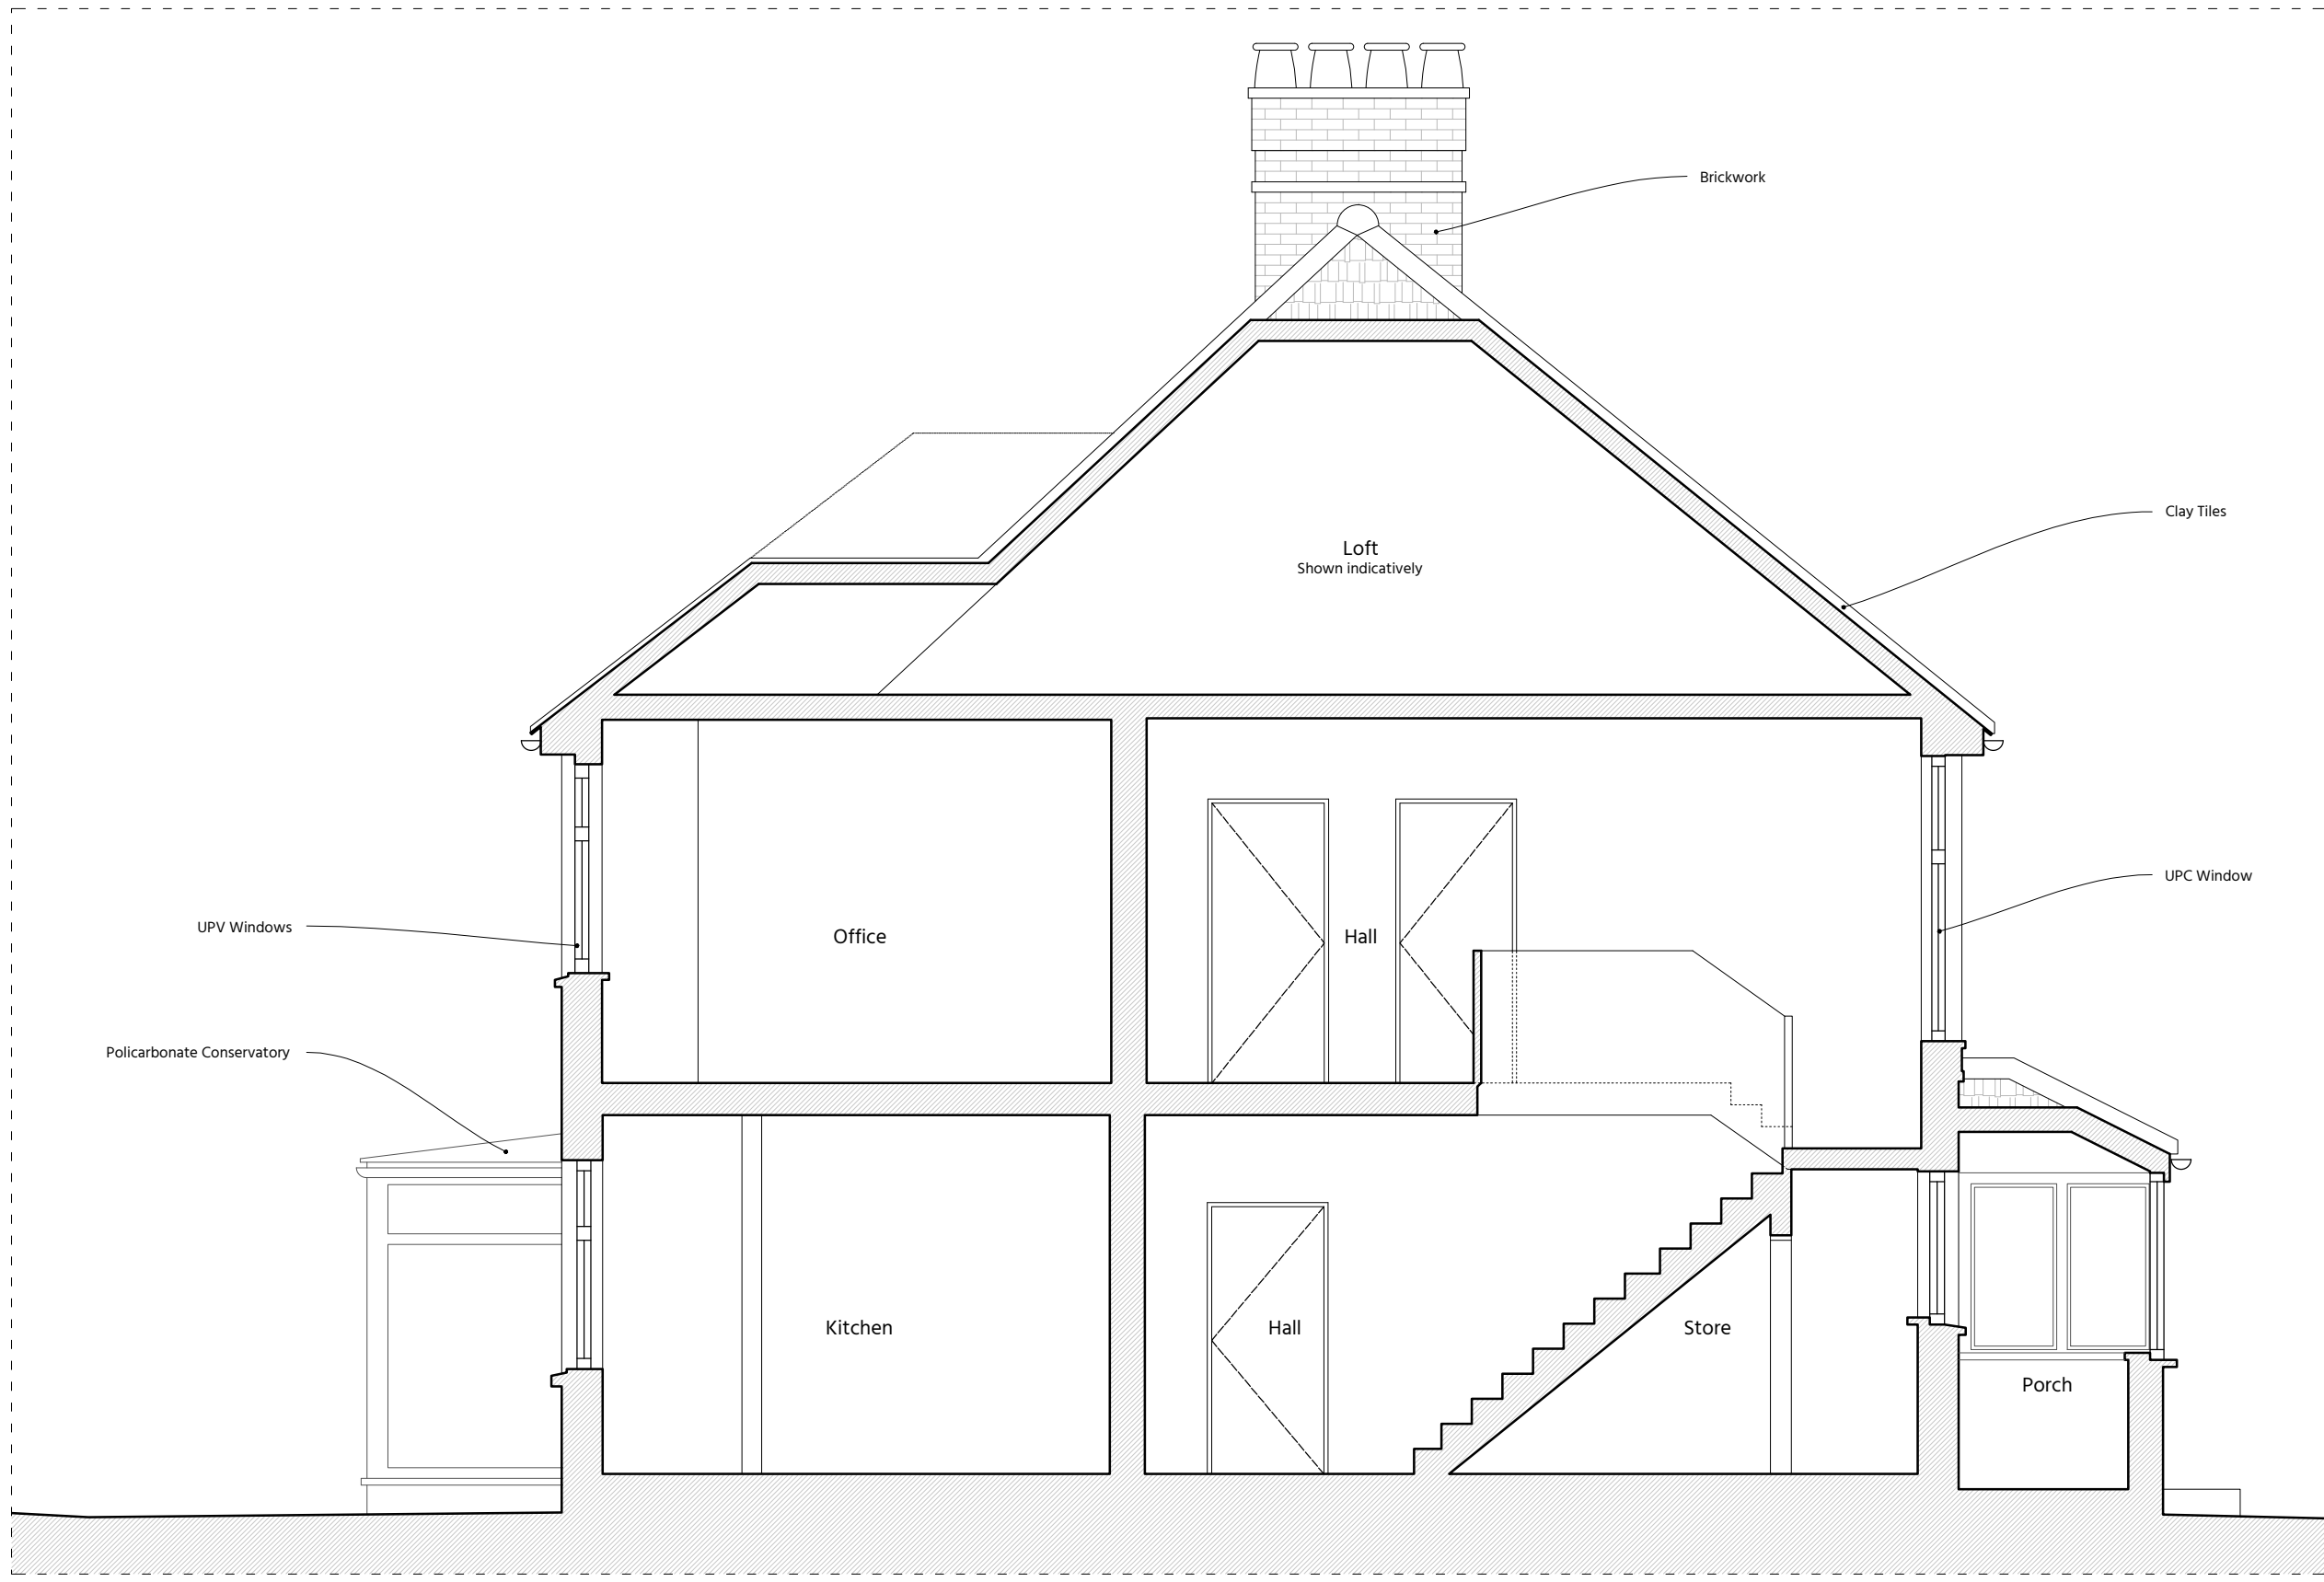 Brickwork
Clay Tiles
Loft
Shown indicatively
UPC Window
UPV Windows
Office
Hall
Policarbonate Conservatory
Kitchen
Hall
Store
Porch